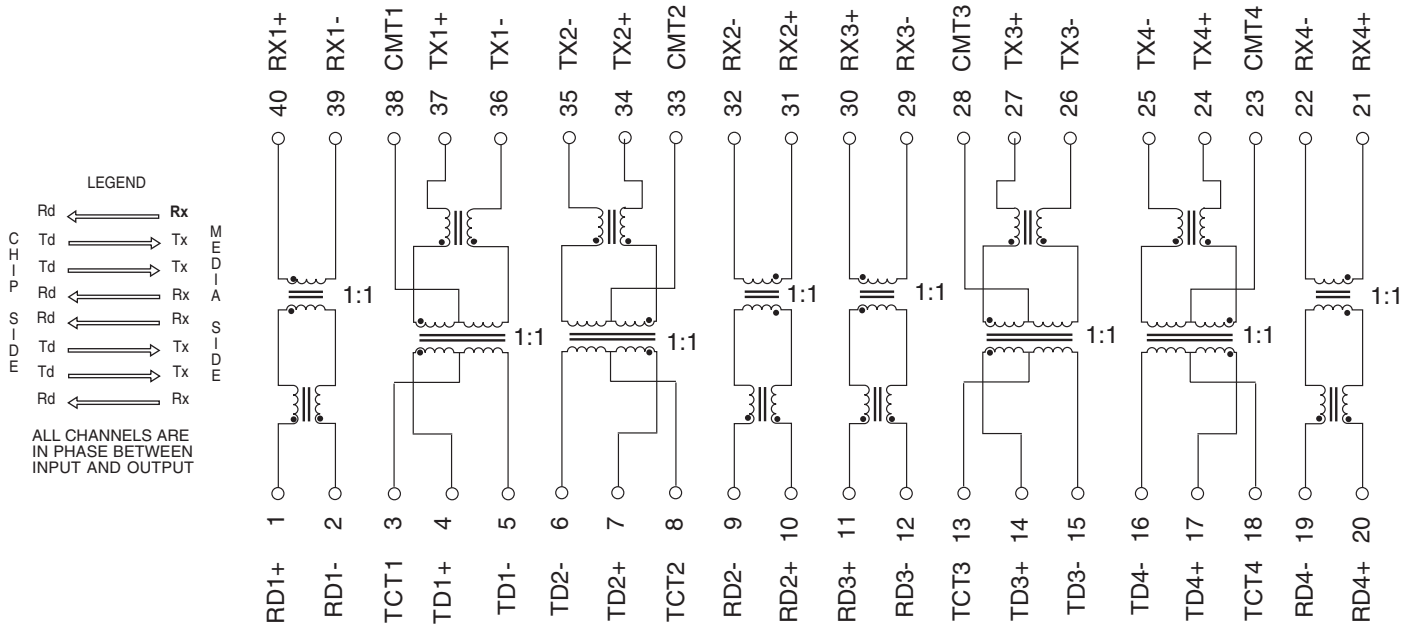 RX1+ RX1- CMT1 TX1+ TX1- TX2- TX2+ CMT2 RX2- RX2+ RX3+ RX3- CMT3 TX3+ TX3- TX4- TX4+ CMT4 RX4- RX4+
40 39 38 37 36 35 34 33 32 31 30 29 28 27 26 25 24 23 22 21
LEGEND
CHIP SIDE
MEDIA SIDE
Rd Rx
Td Tx
Td Tx
Rd Rx
Rd Rx
Td Tx
Td Tx
Rd Rx
ALL CHANNELS ARE
IN PHASE BETWEEN
INPUT AND OUTPUT
1:1 1:1 1:1 1:1 1:1 1:1 1:1 1:1
1 2 3 4 5 6 7 8 9 10 11 12 13 14 15 16 17 18 19 20
RD1+ RD1- TCT1 TD1+ TD1- TD2- TD2+ TCT2 RD2- RD2+ RD3+ RD3- TCT3 TD3+ TD3- TD4- TD4+ TCT4 RD4- RD4+